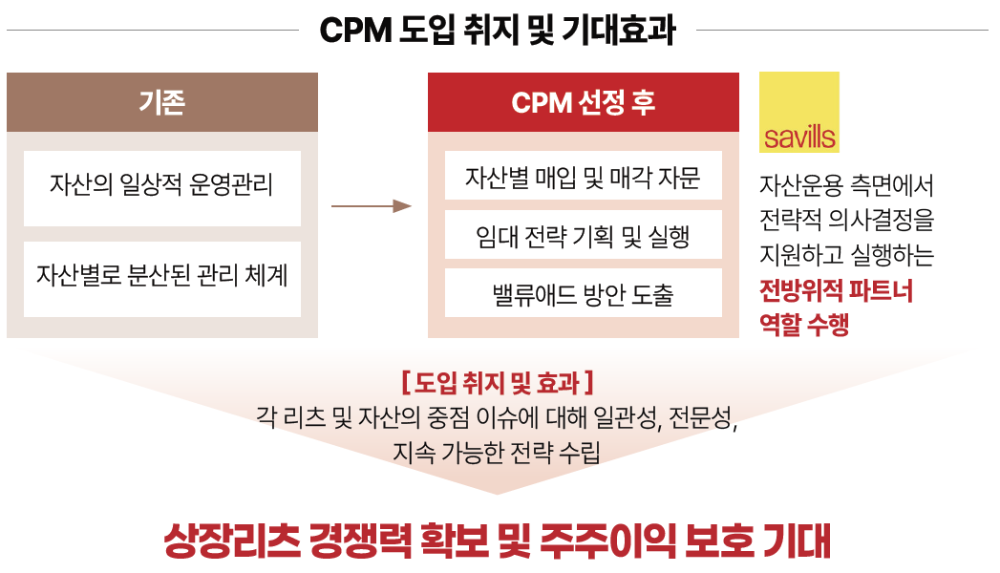 CPM 도입 취지 및 기대효과
기존
자산의 일상적 운영관리
자산별로 분산된 관리 체계
CPM 선정 후
자산별 매입 및 매각 자문
임대 전략 기획 및 실행
밸류애드 방안 도출
savills
자산운용 측면에서
전략적 의사결정을
지원하고 실행하는
전방위적 파트너
역할 수행
[ 도입 취지 및 효과 ]
각 리츠 및 자산의 중점 이슈에 대해 일관성, 전문성,
지속 가능한 전략 수립
상장리츠 경쟁력 확보 및 주주이익 보호 기대